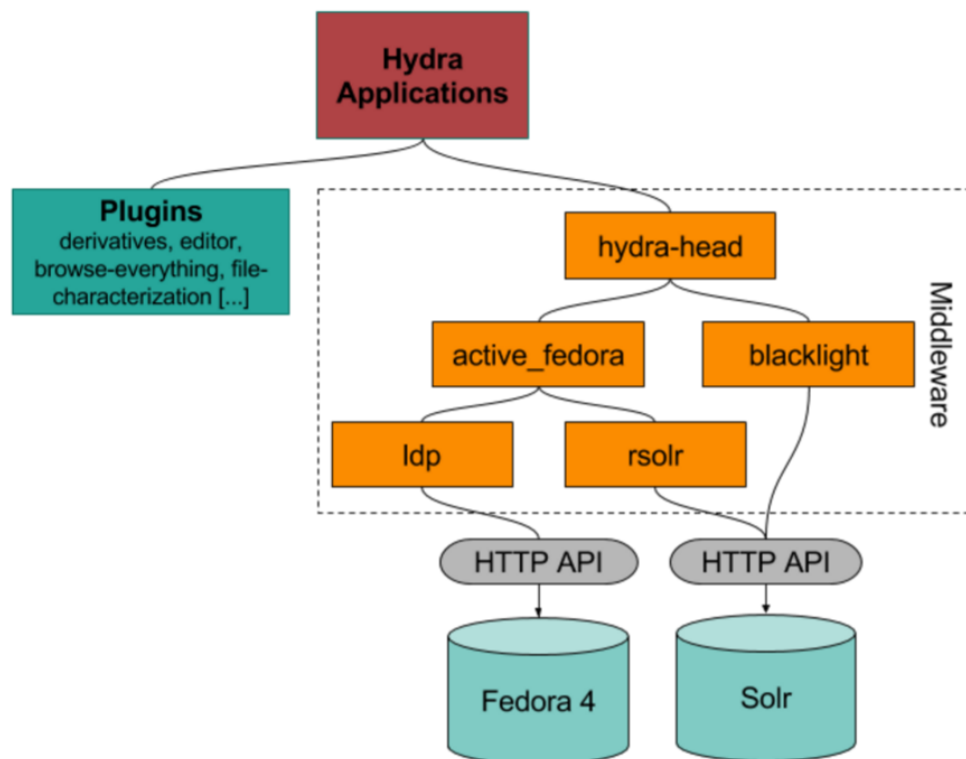 Hydra
Applications
Plugins
derivatives, editor,
browse-everything, file-
characterization [...]
hydra-head
Middleware
active_fedora
blacklight
ldp
rsolr
HTTP API
HTTP API
Fedora 4
Solr